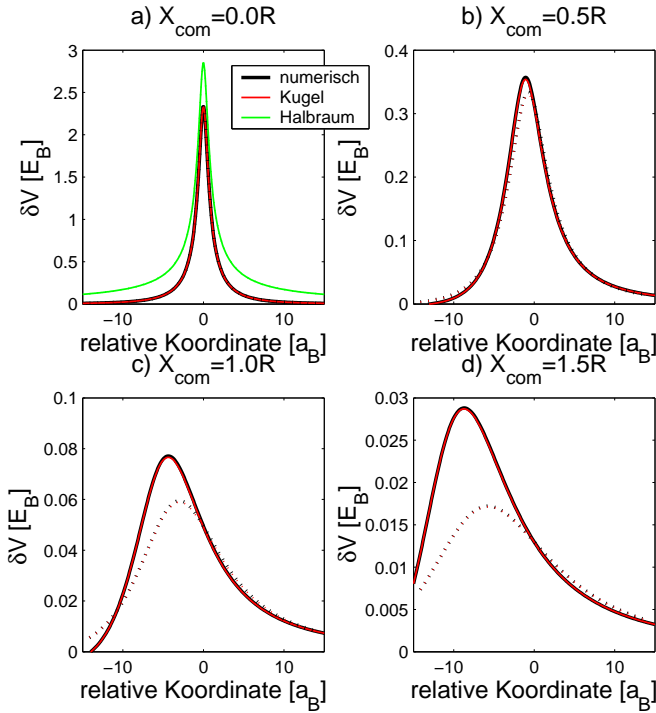 a) X_com=0.0R
b) X_com=0.5R
3
2.5
2
1.5
1
0.5
0
δV [E_B]
numerisch
Kugel
Halbraum
−10
0
10
relative Koordinate [a_B]
0.4
0.3
0.2
0.1
0
δV [E_B]
−10
0
10
relative Koordinate [a_B]
c) X_com=1.0R
d) X_com=1.5R
0.1
0.08
0.06
0.04
0.02
0
δV [E_B]
−10
0
10
relative Koordinate [a_B]
0.03
0.025
0.02
0.015
0.01
0.005
0
δV [E_B]
−10
0
10
relative Koordinate [a_B]